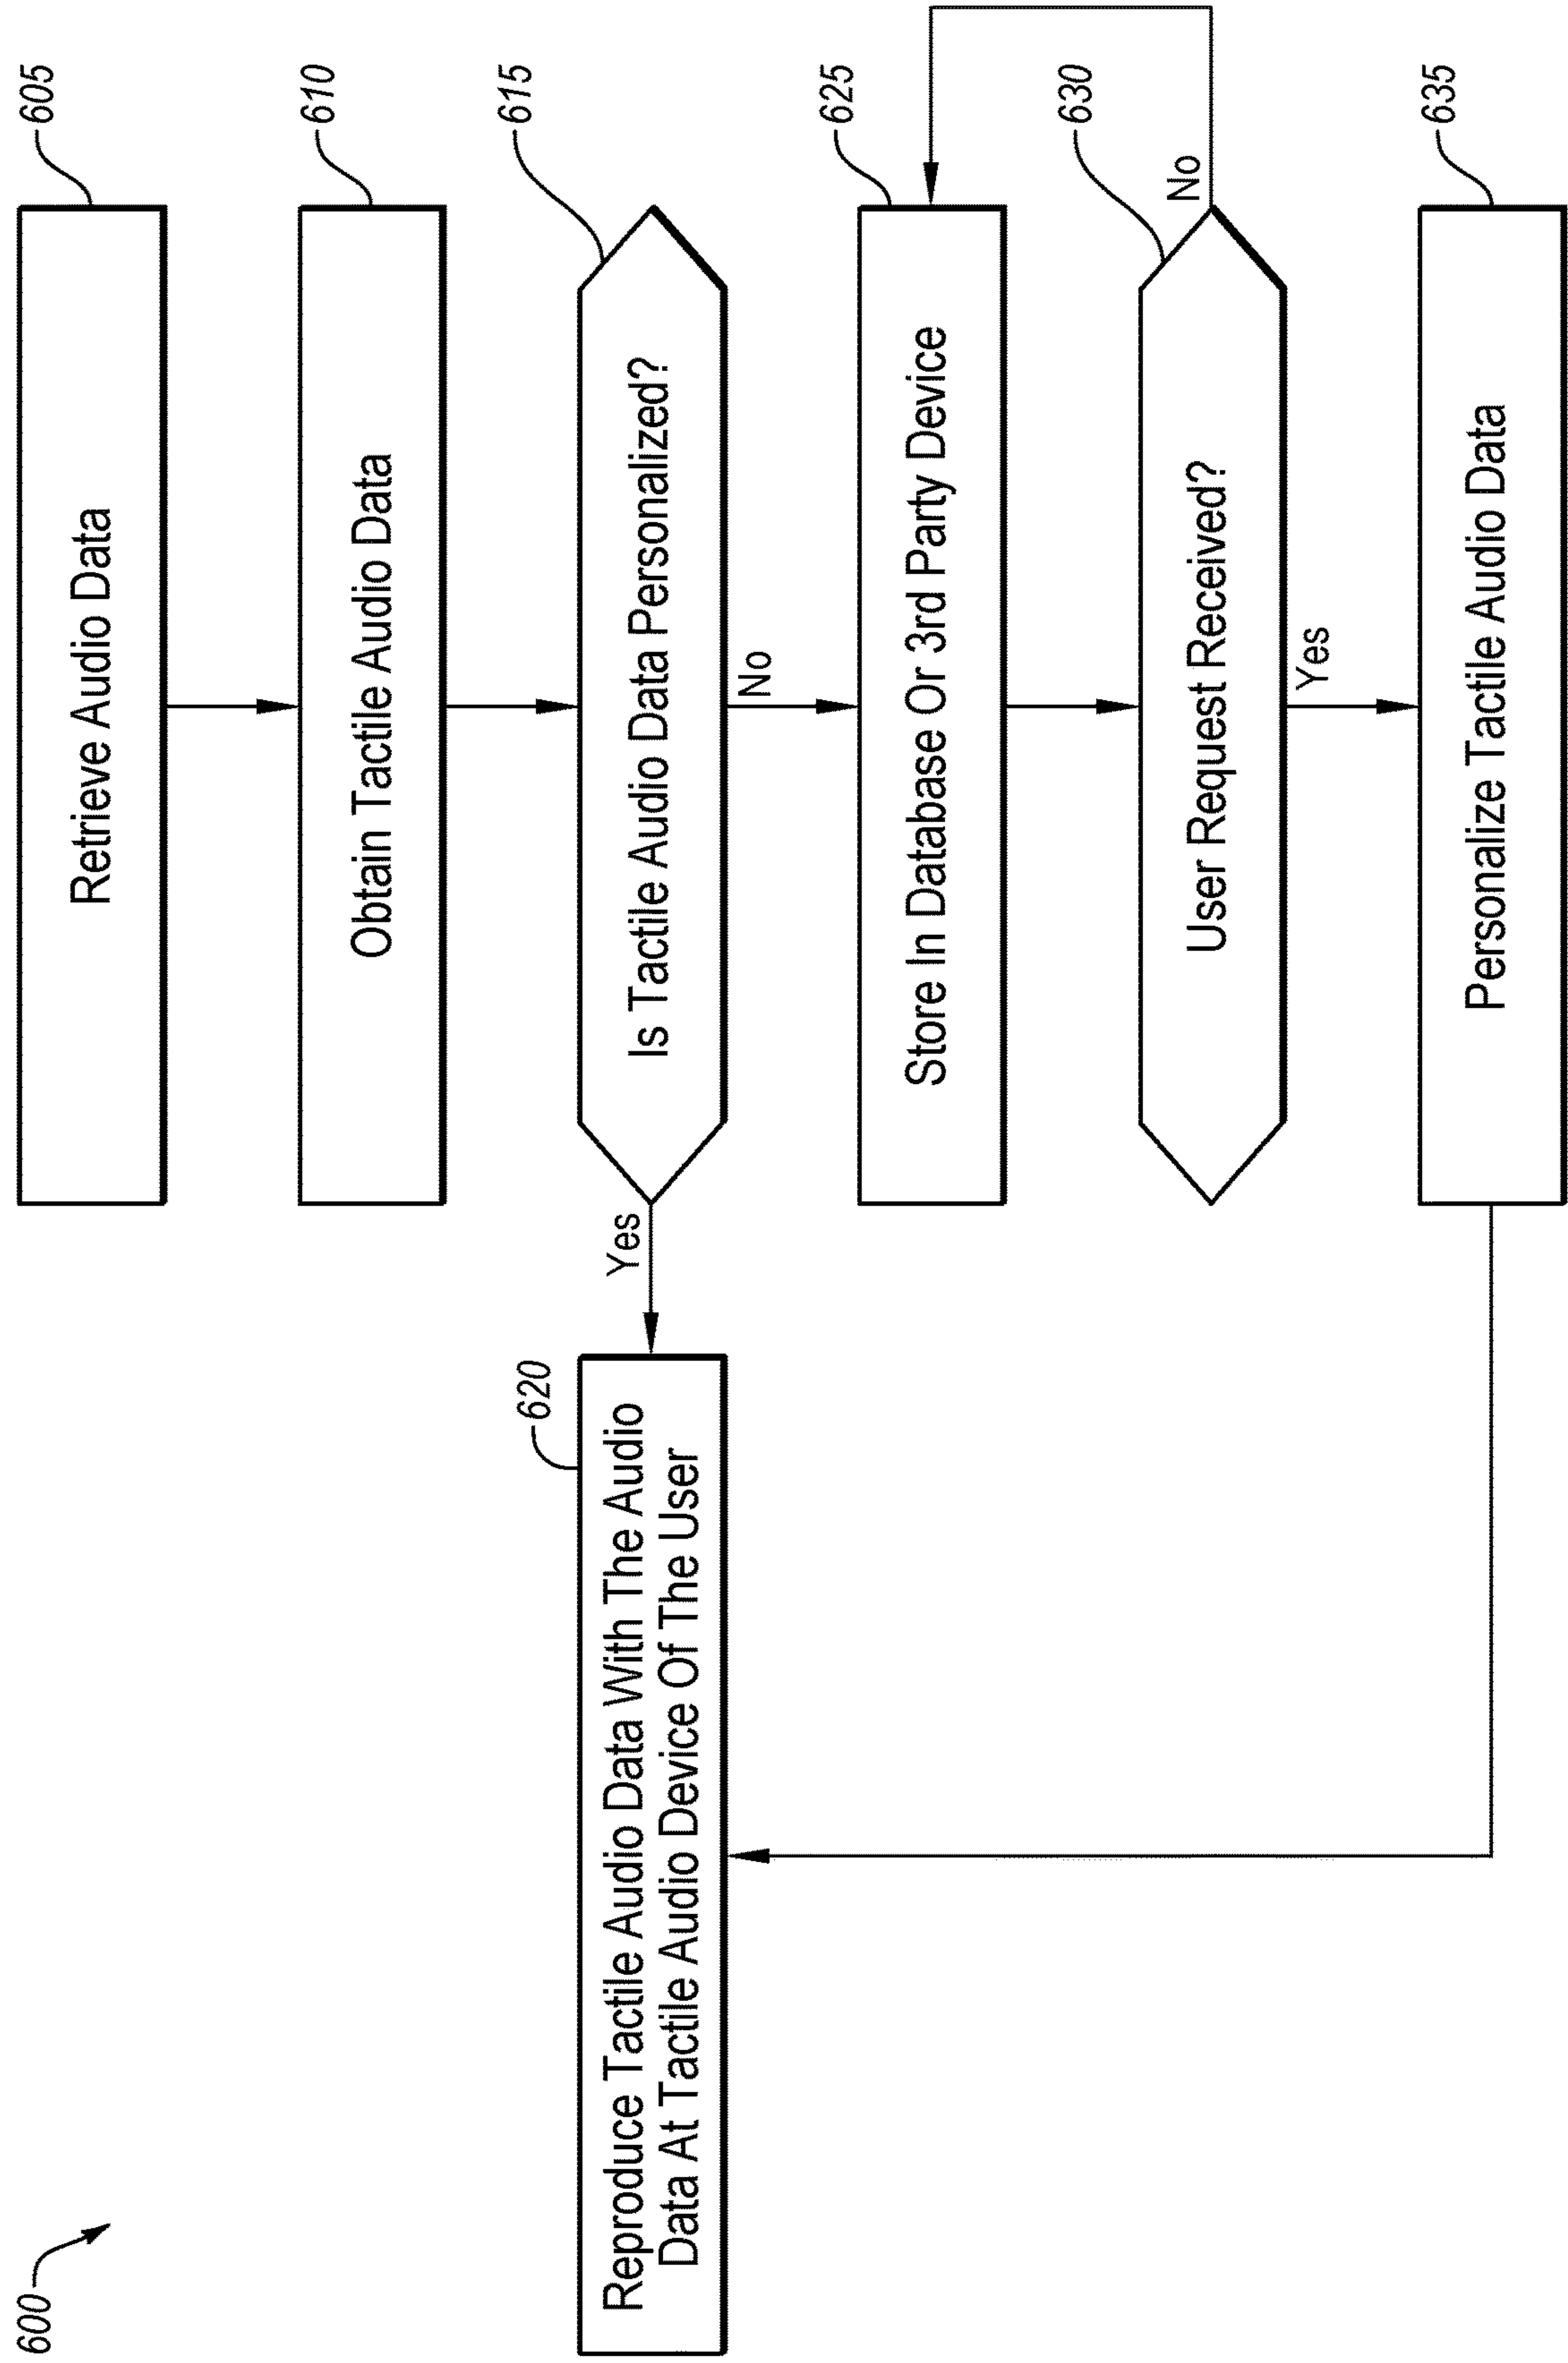 600
Retrieve Audio Data
605
Obtain Tactile Audio Data
610
Is Tactile Audio Data Personalized?
615
Yes
No
Reproduce Tactile Audio Data With The Audio
Data At Tactile Audio Device Of The User
620
Store In Database Or 3rd Party Device
625
User Request Received?
630
No
Yes
Personalize Tactile Audio Data
635